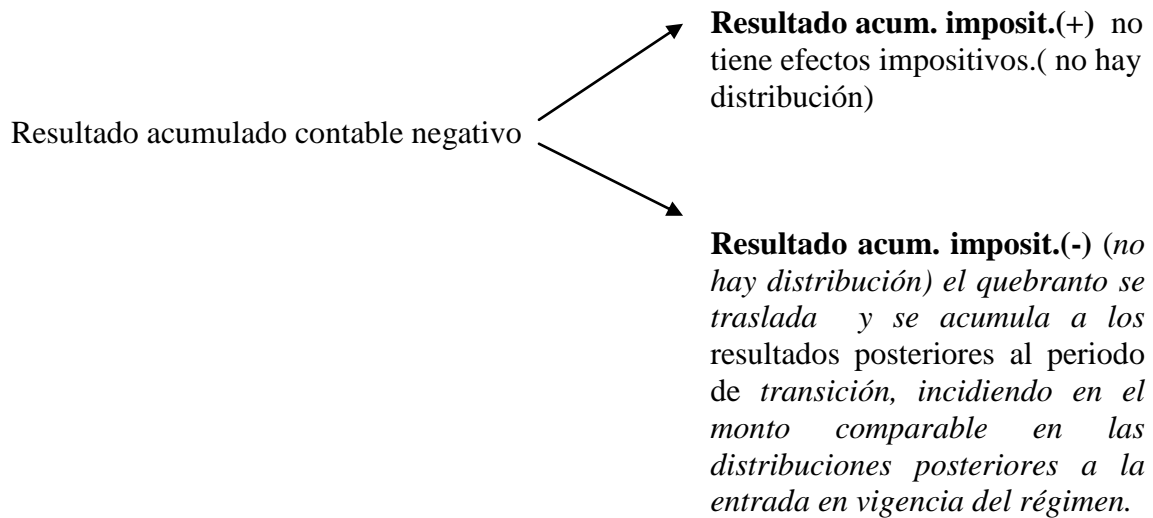 Resultado acum. imposit.(+) no
tiene efectos impositivos.( no hay
distribución)
Resultado acumulado contable negativo
Resultado acum. imposit.(-) (no
hay distribución) el quebranto se
traslada y se acumula a los
resultados posteriores al periodo
de transición, incidiendo en el
monto comparable en las
distribuciones posteriores a la
entrada en vigencia del régimen.